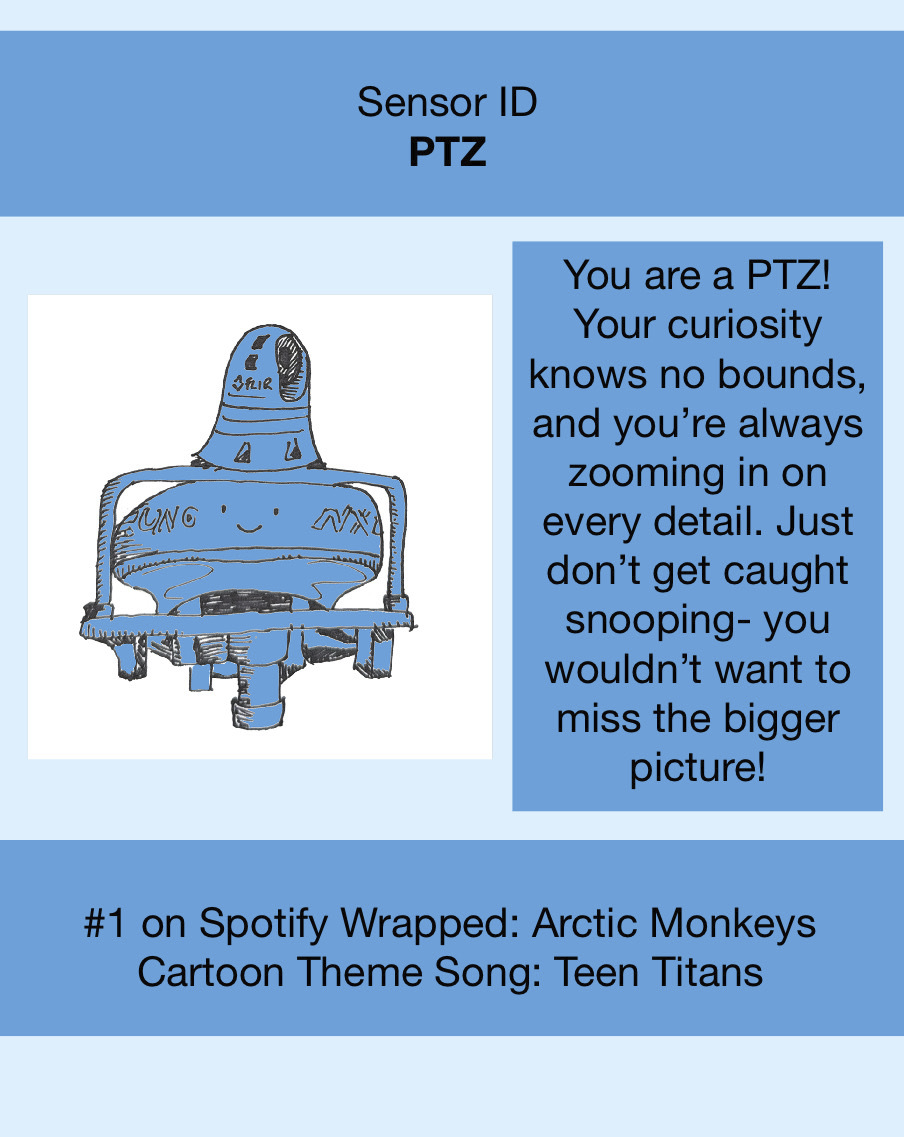 Sensor ID
PTZ
FLIR
You are a PTZ!
Your curiosity
knows no bounds,
and you’re always
zooming in on
every detail. Just
don’t get caught
snooping- you
wouldn’t want to
miss the bigger
picture!
#1 on Spotify Wrapped: Arctic Monkeys
Cartoon Theme Song: Teen Titans